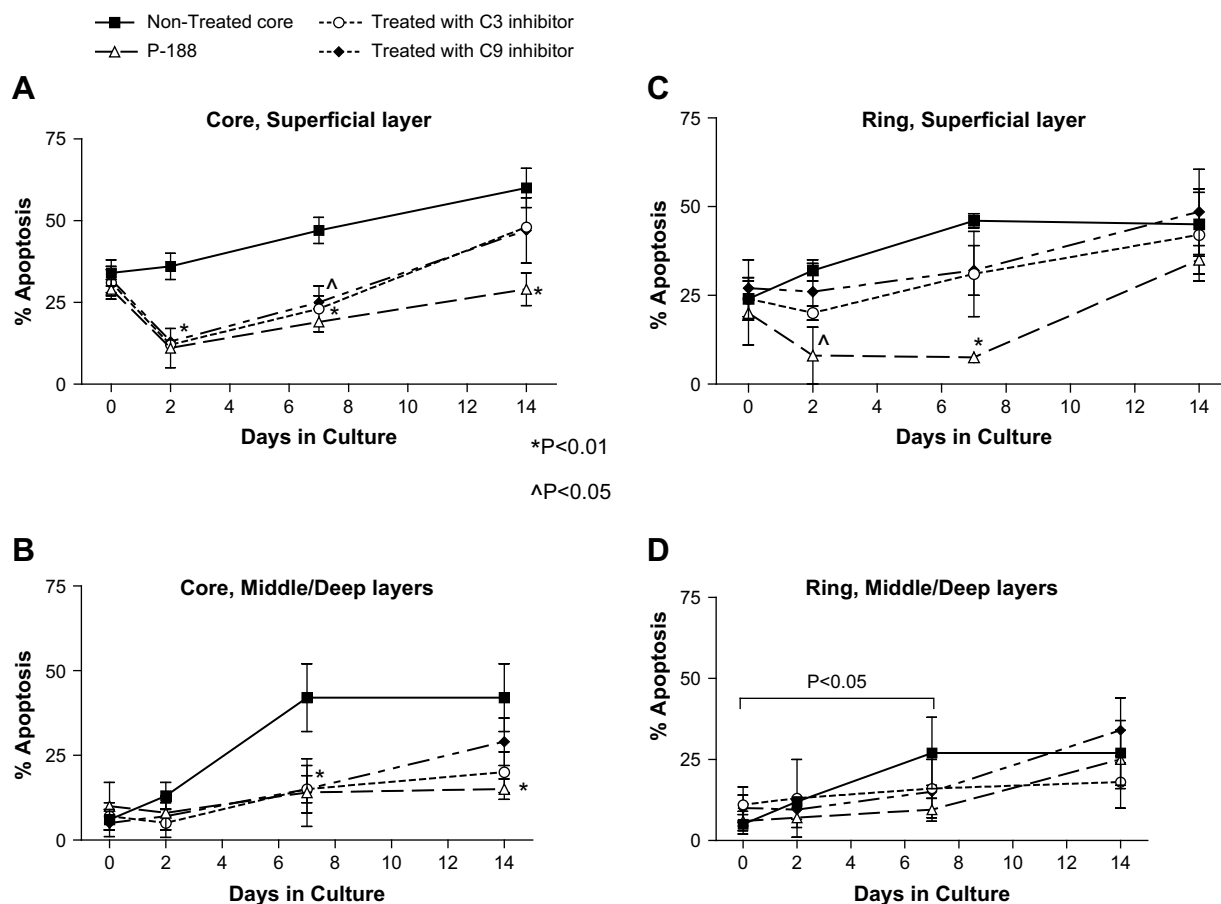 Non-Treated core
Treated with C3 inhibitor
P-188
Treated with C9 inhibitor
A
Core, Superficial layer
75
50
25
0
% Apoptosis
*
^
*
*
0 2 4 6 8 10 12 14
Days in Culture
C
Ring, Superficial layer
75
50
25
0
% Apoptosis
^
*
0 2 4 6 8 10 12 14
Days in Culture
*P<0.01
^P<0.05
B
Core, Middle/Deep layers
75
50
25
0
% Apoptosis
*
*
0 2 4 6 8 10 12 14
Days in Culture
D
Ring, Middle/Deep layers
75
50
25
0
% Apoptosis
P<0.05
0 2 4 6 8 10 12 14
Days in Culture